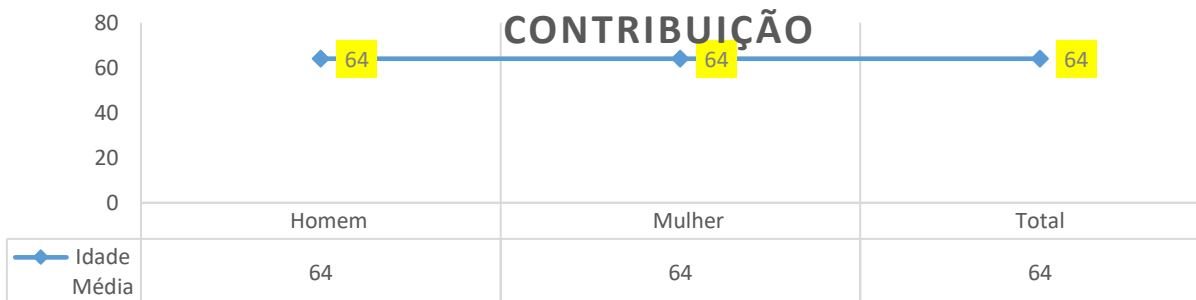 CONTRIBUIÇÃO
80
60
40
20
0
64 64 64
Homem Mulher Total
Idade
Média
64 64 64